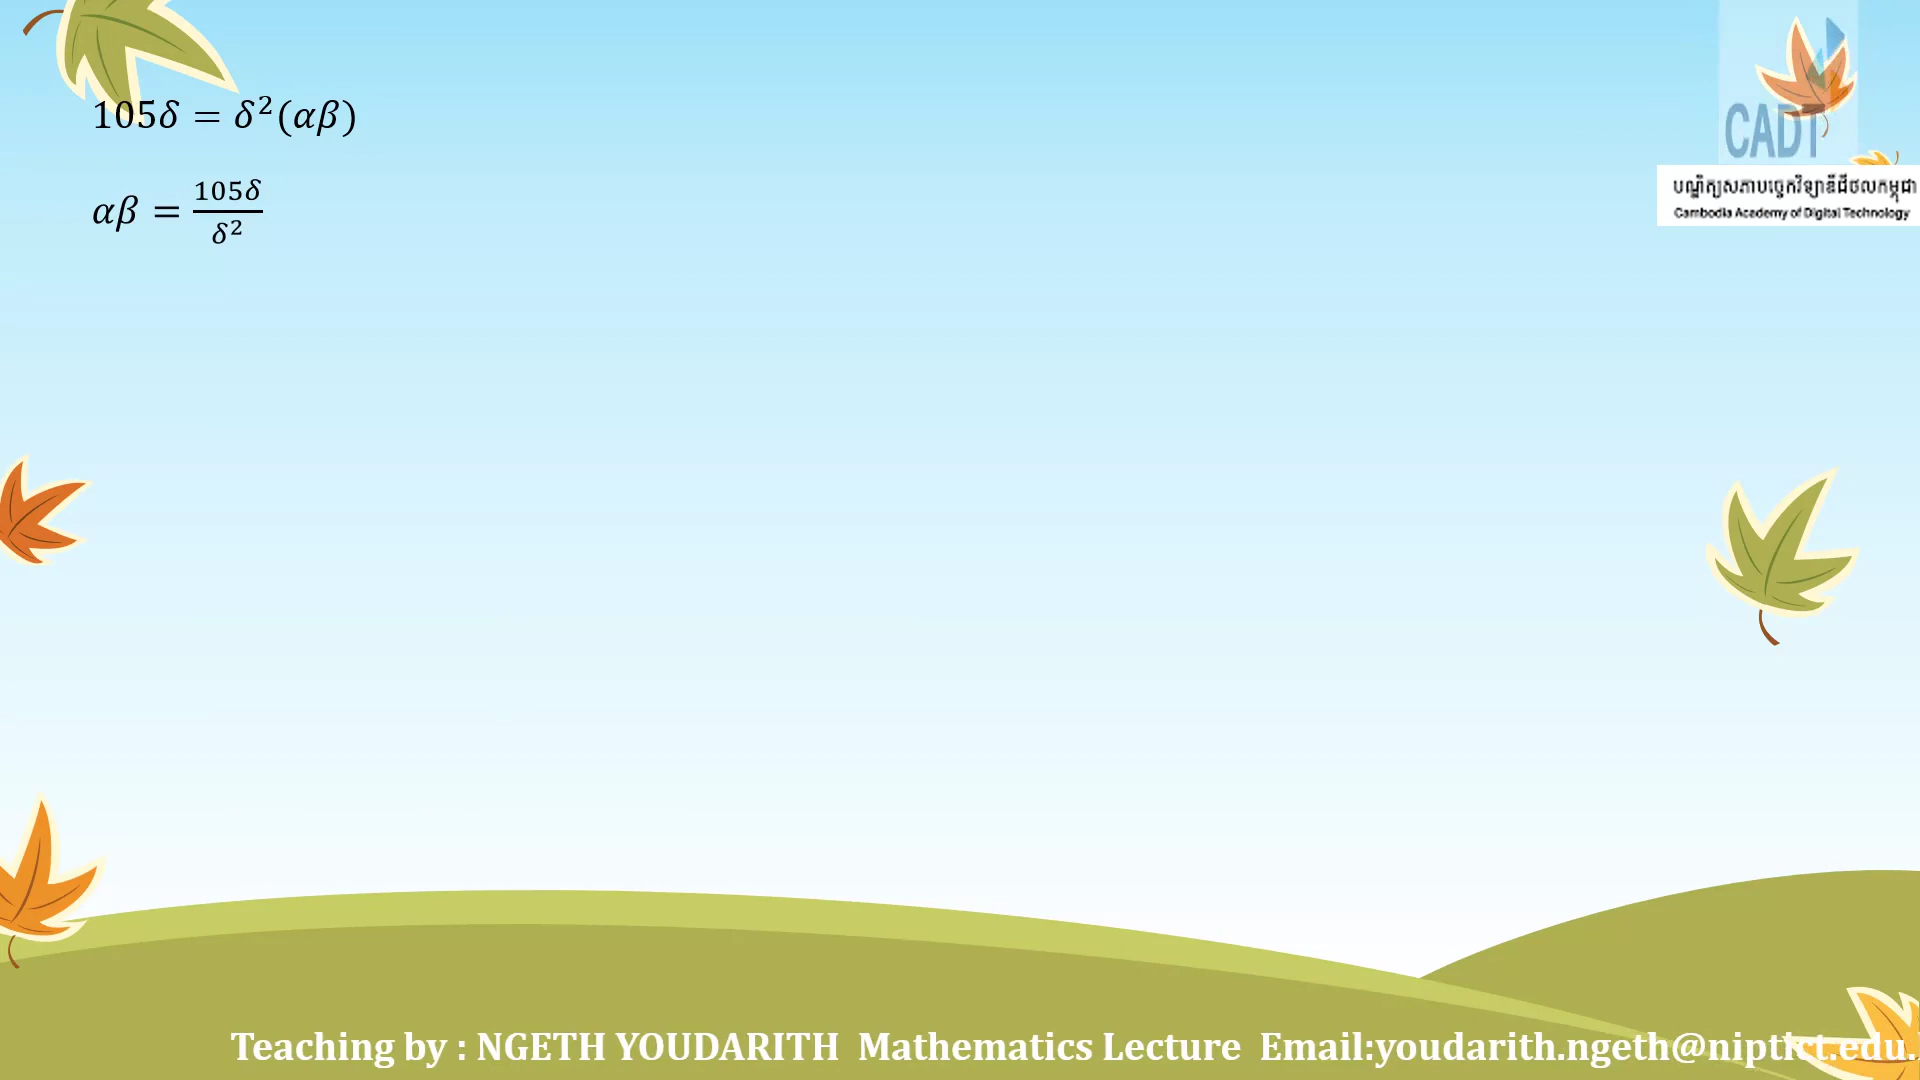 105δ = δ²(αβ)
αβ = 105δ/δ²
CADT
បណ្ឌិត្យសភាបច្ចេកវិទ្យាឌីជីថលកម្ពុជា
Cambodia Academy of Digital Technology
Teaching by : NGETH YOUDARITH Mathematics Lecture Email:youdarith.ngeth@niptict.edu.